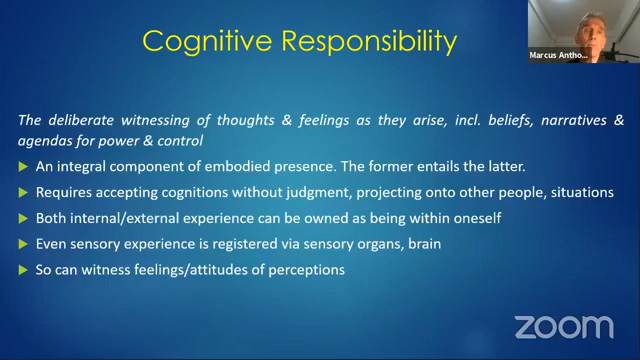 Cognitive Responsibility
Marcus Antho...
The deliberate witnessing of thoughts & feelings as they arise, incl. beliefs, narratives &
agendas for power & control
An integral component of embodied presence. The former entails the latter.
Requires accepting cognitions without judgment, projecting onto other people, situations
Both internal/external experience can be owned as being within oneself
Even sensory experience is registered via sensory organs, brain
So can witness feelings/attitudes of perceptions
zoom